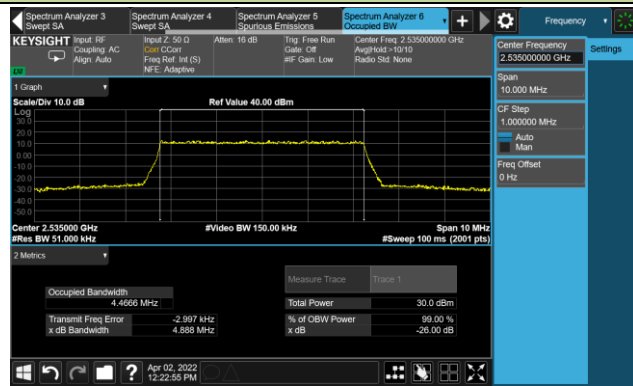 Spectrum Analyzer 3
Swept SA
Spectrum Analyzer 4
Swept SA
Spectrum Analyzer 5
Spurious Emissions
Spectrum Analyzer 6
Occupied BW
Frequency
KEYSIGHT
Input: RF
Coupling: AC
Align: Auto
Input Z: 50 Ω
Corr CCorr
Freq Ref: Int (S)
NFE: Adaptive
Atten: 16 dB
Trig: Free Run
Gate: Off
#IF Gain: Low
Center Freq: 2.535000000 GHz
Avg|Hold:>10/10
Radio Std: None
Center Frequency
2.535000000 GHz
Settings
Span
10.000 MHz
CF Step
1.000000 MHz
Auto
Man
Freq Offset
0 Hz
1 Graph
Scale/Div 10.0 dB
Ref Value 40.00 dBm
Log
30.0
20.0
10.0
0.00
-10.0
-20.0
-30.0
-40.0
-50.0
Center 2.535000 GHz
#Video BW 150.00 kHz
Span 10 MHz
#Res BW 51.000 kHz
#Sweep 100 ms (2001 pts)
2 Metrics
Measure Trace
Trace 1
Occupied Bandwidth
4.4666 MHz
Total Power
30.0 dBm
Transmit Freq Error
-2.997 kHz
% of OBW Power
99.00 %
x dB Bandwidth
4.888 MHz
x dB
-26.00 dB
Apr 02, 2022
12:22:55 PM